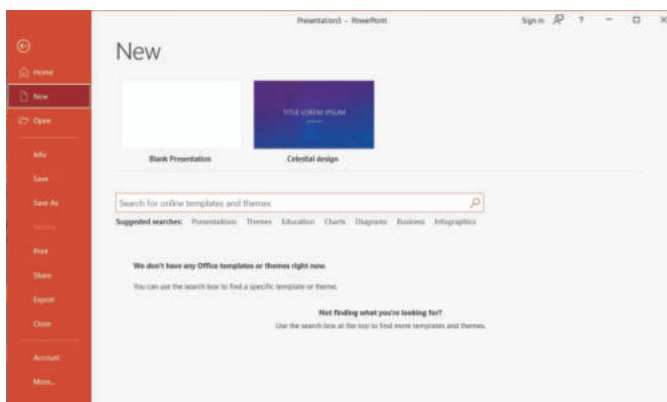 Presentation3 - PowerPoint
Sign in
?
New
Home
New
Open
Info
Save
Save As
History
Print
Share
Export
Close
Account
More...
TITLE LOREM IPSUM
Blank Presentation
Celestial design
Search for online templates and themes
Suggested searches: Presentations Themes Education Charts Diagrams Business Infographics
We don't have any Office templates or themes right now.
You can use the search box to find a specific template or theme.
Not finding what you're looking for?
Use the search box at the top to find more templates and themes.